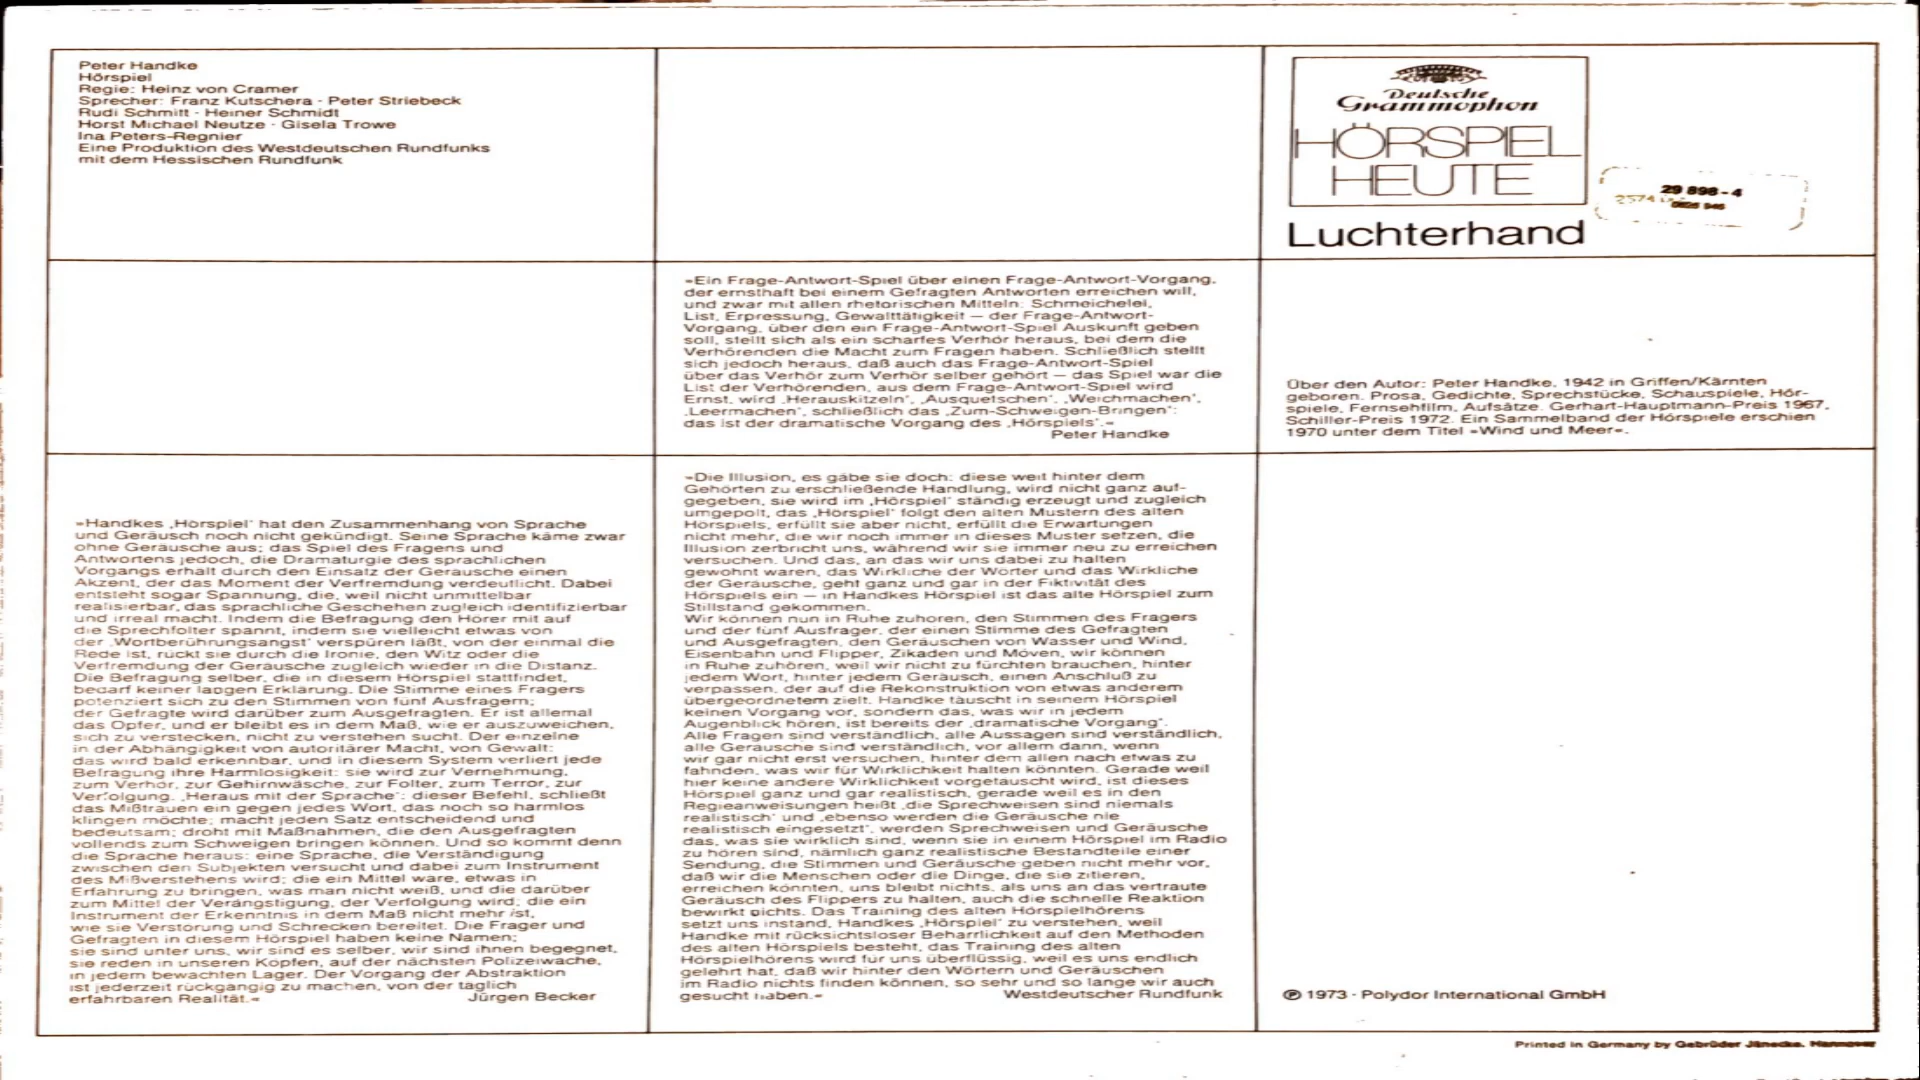 Peter Handke
Hörspiel
Regie: Heinz von Cramer
Sprecher: Franz Kutschera · Peter Striebeck
Rudi Schmitt · Heiner Schmidt
Horst Michael Neutze · Gisela Trowe
Ina Peters-Regnier
Eine Produktion des Westdeutschen Rundfunks
mit dem Hessischen Rundfunk
Deutsche
Grammophon
HÖRSPIEL
HEUTE
29 898 - 4
2574
Luchterhand
»Ein Frage-Antwort-Spiel über einen Frage-Antwort-Vorgang,
der ernsthaft bei einem Gefragten Antworten erreichen will,
und zwar mit allen rhetorischen Mitteln: Schmeichelei,
List, Erpressung, Gewalttätigkeit — der Frage-Antwort-
Vorgang, über den ein Frage-Antwort-Spiel Auskunft geben
soll, stellt sich als ein scharfes Verhör heraus, bei dem die
Verhörenden die Macht zum Fragen haben. Schließlich stellt
sich jedoch heraus, daß auch das Frage-Antwort-Spiel
über das Verhör zum Verhör selber gehört — das Spiel war die
List der Verhörenden, aus dem Frage-Antwort-Spiel wird
Ernst, wird ‚Herauskitzeln‘, ‚Ausquetschen‘, ‚Weichmachen‘,
‚Leermachen‘, schließlich das ‚Zum-Schweigen-Bringen‘:
das ist der dramatische Vorgang des ‚Hörspiels‘.«
Peter Handke
Über den Autor: Peter Handke, 1942 in Griffen/Kärnten
geboren. Prosa, Gedichte, Sprechstücke, Schauspiele, Hör-
spiele, Fernsehfilm, Aufsätze. Gerhart-Hauptmann-Preis 1967,
Schiller-Preis 1972. Ein Sammelband der Hörspiele erschien
1970 unter dem Titel »Wind und Meer«.
»Handkes ‚Hörspiel‘ hat den Zusammenhang von Sprache
und Geräusch noch nicht gekündigt. Seine Sprache käme zwar
ohne Geräusche aus; das Spiel des Fragens und
Antwortens jedoch, die Dramaturgie des sprachlichen
Vorgangs erhält durch den Einsatz der Geräusche einen
Akzent, der das Moment der Verfremdung verdeutlicht. Dabei
entsteht sogar Spannung, die, weil nicht unmittelbar
realisierbar, das sprachliche Geschehen zugleich identifizierbar
und irreal macht. Indem die Befragung den Hörer mit auf
die Sprechfolter spannt, indem sie vielleicht etwas von
der ‚Wortberührungsangst‘ verspüren läßt, von der einmal die
Rede ist, rückt sie durch die Ironie, den Witz oder die
Verfremdung der Geräusche zugleich wieder in die Distanz.
Die Befragung selber, die in diesem Hörspiel stattfindet,
bedarf keiner langen Erklärung. Die Stimme eines Fragers
potenziert sich zu den Stimmen von fünf Ausfragern;
der Gefragte wird darüber zum Ausgefragten. Er ist allemal
das Opfer, und er bleibt es in dem Maß, wie er auszuweichen,
sich zu verstecken, nicht zu verstehen sucht. Der einzelne
in der Abhängigkeit von autoritärer Macht, von Gewalt:
das wird bald erkennbar, und in diesem System verliert jede
Befragung ihre Harmlosigkeit: sie wird zur Vernehmung,
zum Verhör, zur Gehirnwäsche, zur Folter, zum Terror, zur
Verfolgung. ‚Heraus mit der Sprache‘: dieser Befehl, schließt
das Mißtrauen ein gegen jedes Wort, das noch so harmlos
klingen möchte; macht jeden Satz entscheidend und
bedeutsam; droht mit Maßnahmen, die den Ausgefragten
vollends zum Schweigen bringen können. Und so kommt denn
die Sprache heraus: eine Sprache, die Verständigung
zwischen den Subjekten versucht und dabei zum Instrument
des Mißverstehens wird; die ein Mittel wäre, etwas in
Erfahrung zu bringen, was man nicht weiß, und die darüber
zum Mittel der Verängstigung, der Verfolgung wird; die ein
Instrument der Erkenntnis in dem Maß nicht mehr ist,
wie sie Verstörung und Schrecken bereitet. Die Frager und
Gefragten in diesem Hörspiel haben keine Namen;
sie sind unter uns, wir sind es selber, wir sind ihnen begegnet,
sie reden in unseren Köpfen, auf der nächsten Polizeiwache,
in jedem bewachten Lager. Der Vorgang der Abstraktion
ist jederzeit rückgängig zu machen, von der täglich
erfahrbaren Realität.«
Jürgen Becker
»Die Illusion, es gäbe sie doch: diese weit hinter dem
Gehörten zu erschließende Handlung, wird nicht ganz auf-
gegeben, sie wird im ‚Hörspiel‘ ständig erzeugt und zugleich
umgepolt, das ‚Hörspiel‘ folgt den alten Mustern des alten
Hörspiels, erfüllt sie aber nicht, erfüllt die Erwartungen
nicht mehr, die wir noch immer in dieses Muster setzen, die
Illusion zerbricht uns, während wir sie immer neu zu erreichen
versuchen. Und das, an das wir uns dabei zu halten
gewohnt waren, das Wirkliche der Wörter und das Wirkliche
der Geräusche, geht ganz und gar in der Fiktivität des
Hörspiels ein — in Handkes Hörspiel ist das alte Hörspiel zum
Stillstand gekommen.
Wir können nun in Ruhe zuhören, den Stimmen des Fragers
und der fünf Ausfrager, der einen Stimme des Gefragten
und Ausgefragten, den Geräuschen von Wasser und Wind,
Eisenbahn und Flipper, Zikaden und Möven, wir können
in Ruhe zuhören, weil wir nicht zu fürchten brauchen, hinter
jedem Wort, hinter jedem Geräusch, einen Anschluß zu
verpassen, der auf die Rekonstruktion von etwas anderem
übergeordnetem zielt. Handke täuscht in seinem Hörspiel
keinen Vorgang vor, sondern das, was wir in jedem
Augenblick hören, ist bereits der ‚dramatische Vorgang‘.
Alle Fragen sind verständlich, alle Aussagen sind verständlich,
alle Geräusche sind verständlich, vor allem dann, wenn
wir gar nicht erst versuchen, hinter dem allen nach etwas zu
fahnden, was wir für Wirklichkeit halten könnten. Gerade weil
hier keine andere Wirklichkeit vorgetäuscht wird, ist dieses
Hörspiel ganz und gar realistisch, gerade weil es in den
Regieanweisungen heißt ‚die Sprechweisen sind niemals
realistisch‘ und ‚ebenso werden die Geräusche nie
realistisch eingesetzt‘, werden Sprechweisen und Geräusche
das, was sie wirklich sind, wenn sie in einem Hörspiel im Radio
zu hören sind, nämlich ganz realistische Bestandteile einer
Sendung, die Stimmen und Geräusche geben nicht mehr vor,
daß wir die Menschen oder die Dinge, die sie zitieren,
erreichen könnten, uns bleibt nichts, als uns an das vertraute
Geräusch des Flippers zu halten, auch die schnelle Reaktion
bewirkt nichts. Das Training des alten Hörspielhörens
setzt uns instand, Handkes ‚Hörspiel‘ zu verstehen, weil
Handke mit rücksichtsloser Beharrlichkeit auf den Methoden
des alten Hörspiels besteht, das Training des alten
Hörspielhörens wird für uns überflüssig, weil es uns endlich
gelehrt hat, daß wir hinter den Wörtern und Geräuschen
im Radio nichts finden können, so sehr und so lange wir auch
gesucht haben.«
Westdeutscher Rundfunk
℗ 1973 · Polydor International GmbH
Printed in Germany by Gebrüder Jänecke, Hannover